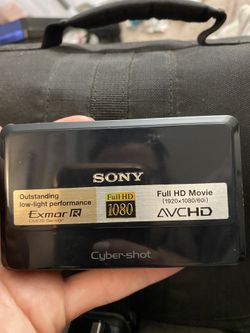 SONY
Outstanding
low-light performance
Exmor R
CMOS Sensor
Full HD
1080
Full HD Movie
(1920×1080/60i)
AVCHD
Cyber-shot